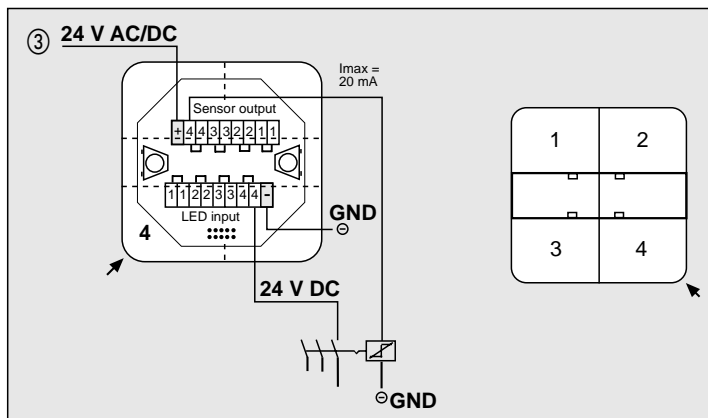 ③ 24 V AC/DC
Imax =
20 mA
Sensor output
+ 4 4 3 3 2 2 1 1
1 1 2 2 3 3 4 4 -
LED input
4
GND
24 V DC
GND
1 2
3 4